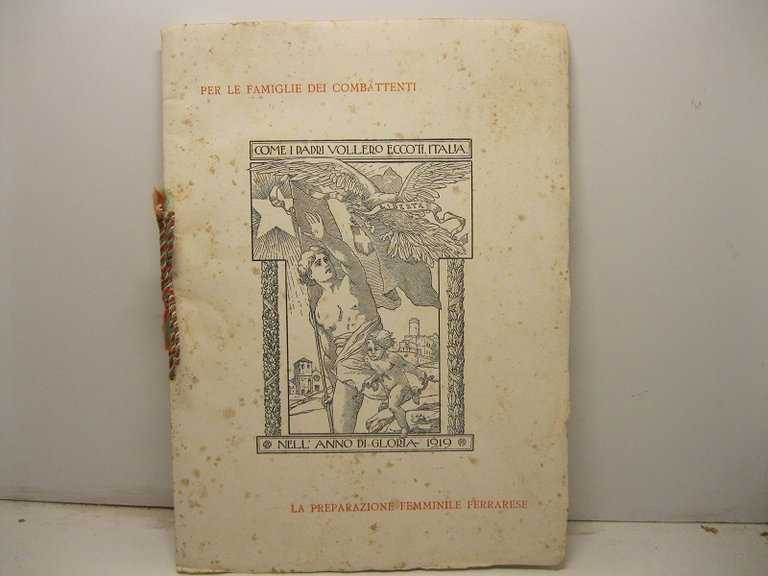 PER LE FAMIGLIE DEI COMBATTENTI
COME I PADRI VOLLERO ECCOTI, ITALIA
LIBERTAS
NELL' ANNO DI GLORIA - 1919
LA PREPARAZIONE FEMMINILE FERRARESE